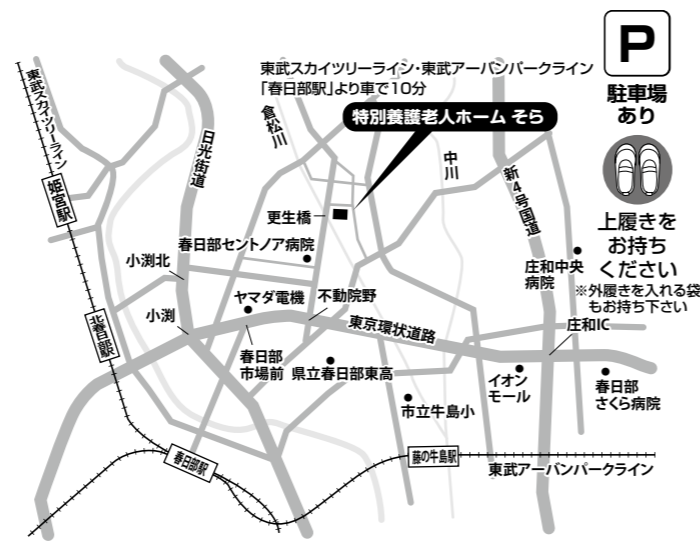 東武スカイツリーライン・東武アーバンパークライン
「春日部駅」より車で10分
特別養護老人ホーム そら
P
駐車場
あり
上履きを
お持ち
ください
※外履きを入れる袋
もお持ち下さい
東武スカイツリーライン
姫宮駅
北春日部駅
日光街道
倉松川
中川
新4号国道
更生橋
春日部セントノア病院
小渕北
小渕
ヤマダ電機
不動院野
東京環状道路
庄和中央
病院
庄和IC
春日部
市場前
県立春日部東高
イオン
モール
春日部
さくら病院
市立牛島小
春日部駅
藤の牛島駅
東武アーバンパークライン